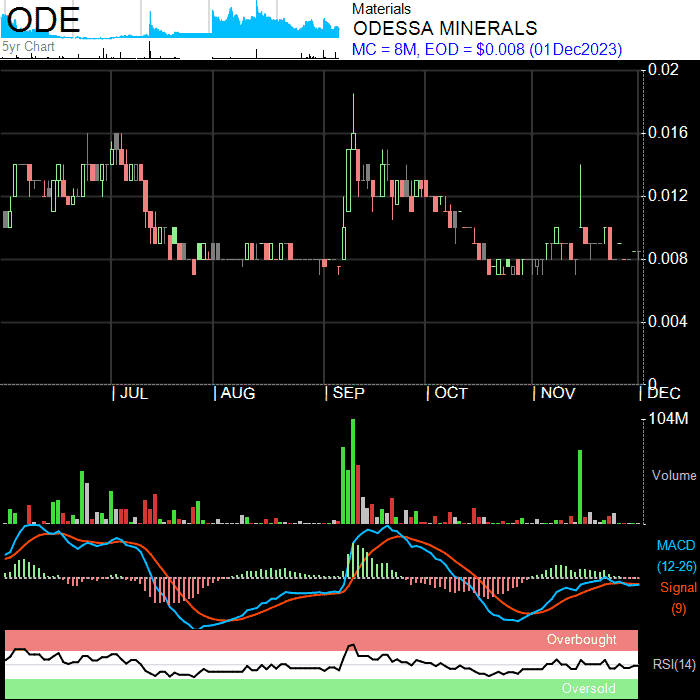 ODE
5yr Chart
Materials
ODESSA MINERALS
MC = 8M, EOD = $0.008 (01Dec2023)
0.02
0.016
0.012
0.008
0.004
0
JUL
AUG
SEP
OCT
NOV
DEC
104M
Volume
MACD
(12-26)
Signal
(9)
Overbought
RSI(14)
Oversold